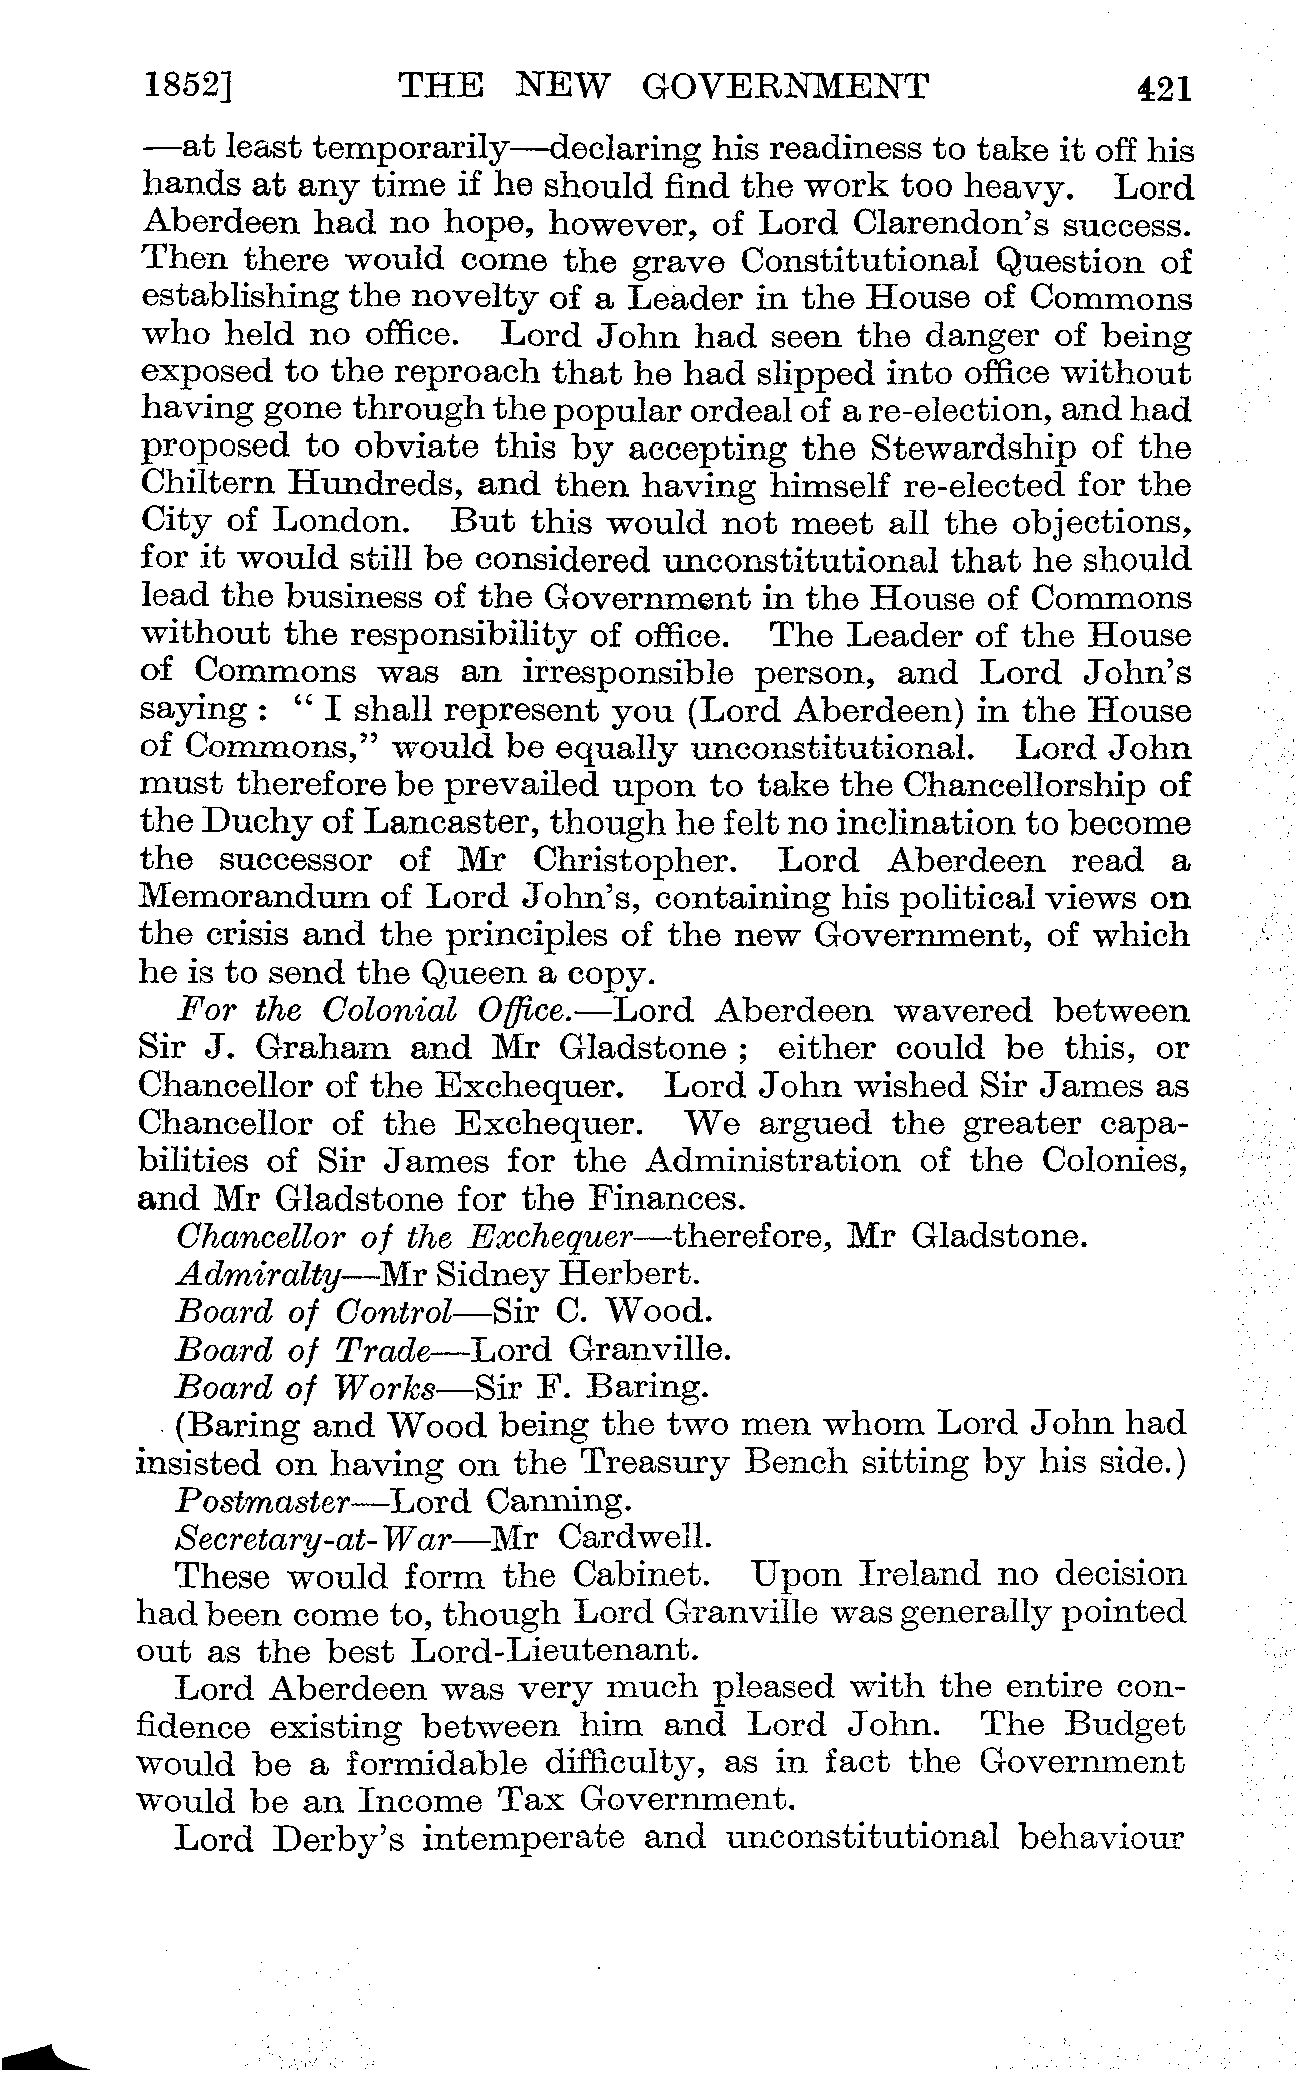 1852] THE NEW GOVERNMENT 421
—at least temporarily—declaring his readiness to take it off his
hands at any time if he should find the work too heavy. Lord
Aberdeen had no hope, however, of Lord Clarendon's success.
Then there would come the grave Constitutional Question of
establishing the novelty of a Leader in the House of Commons
who held no office. Lord John had seen the danger of being
exposed to the reproach that he had slipped into office without
having gone through the popular ordeal of a re-election, and had
proposed to obviate this by accepting the Stewardship of the
Chiltern Hundreds, and then having himself re-elected for the
City of London. But this would not meet all the objections,
for it would still be considered unconstitutional that he should
lead the business of the Government in the House of Commons
without the responsibility of office. The Leader of the House
of Commons was an irresponsible person, and Lord John's
saying : “ I shall represent you (Lord Aberdeen) in the House
of Commons,” would be equally unconstitutional. Lord John
must therefore be prevailed upon to take the Chancellorship of
the Duchy of Lancaster, though he felt no inclination to become
the successor of Mr Christopher. Lord Aberdeen read a
Memorandum of Lord John's, containing his political views on
the crisis and the principles of the new Government, of which
he is to send the Queen a copy.
For the Colonial Office.—Lord Aberdeen wavered between
Sir J. Graham and Mr Gladstone ; either could be this, or
Chancellor of the Exchequer. Lord John wished Sir James as
Chancellor of the Exchequer. We argued the greater capa-
bilities of Sir James for the Administration of the Colonies,
and Mr Gladstone for the Finances.
Chancellor of the Exchequer—therefore, Mr Gladstone.
Admiralty—Mr Sidney Herbert.
Board of Control—Sir C. Wood.
Board of Trade—Lord Granville.
Board of Works—Sir F. Baring.
(Baring and Wood being the two men whom Lord John had
insisted on having on the Treasury Bench sitting by his side.)
Postmaster—Lord Canning.
Secretary-at-War—Mr Cardwell.
These would form the Cabinet. Upon Ireland no decision
had been come to, though Lord Granville was generally pointed
out as the best Lord-Lieutenant.
Lord Aberdeen was very much pleased with the entire con-
fidence existing between him and Lord John. The Budget
would be a formidable difficulty, as in fact the Government
would be an Income Tax Government.
Lord Derby's intemperate and unconstitutional behaviour